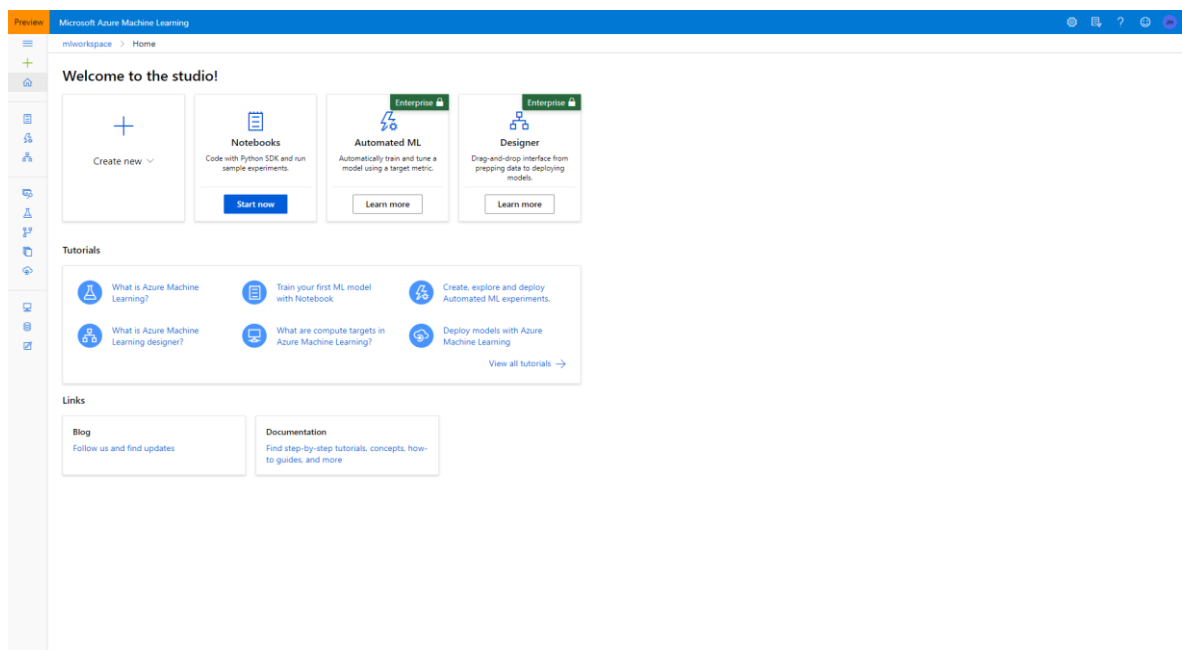 Preview Microsoft Azure Machine Learning
mlworkspace > Home
Welcome to the studio!
Create new
Notebooks
Code with Python SDK and run
sample experiments.
Start now
Enterprise
Automated ML
Automatically train and tune a
model using a target metric.
Learn more
Enterprise
Designer
Drag-and-drop interface from
prepping data to deploying
models.
Learn more
Tutorials
What is Azure Machine
Learning?
Train your first ML model
with Notebook
Create, explore and deploy
Automated ML experiments.
What is Azure Machine
Learning designer?
What are compute targets in
Azure Machine Learning?
Deploy models with Azure
Machine Learning
View all tutorials
Links
Blog
Follow us and find updates
Documentation
Find step-by-step tutorials, concepts, how-
to guides, and more